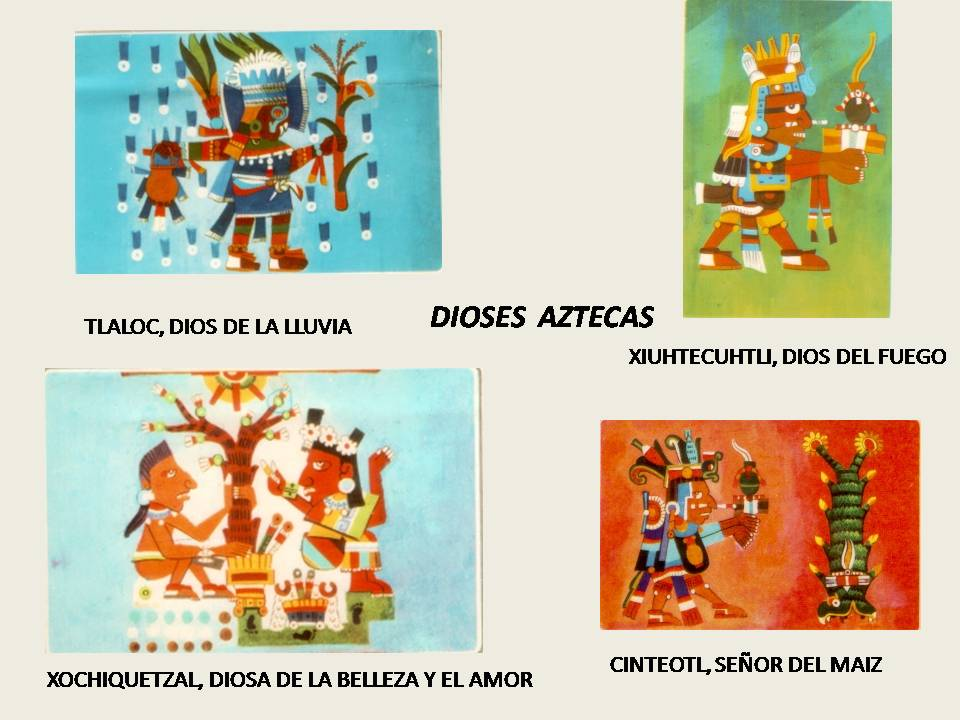 TLALOC, DIOS DE LA LLUVIA
DIOSES AZTECAS
XIUHTECUHTLI, DIOS DEL FUEGO
XOCHIQUETZAL, DIOSA DE LA BELLEZA Y EL AMOR
CINTEOTL, SEÑOR DEL MAIZ